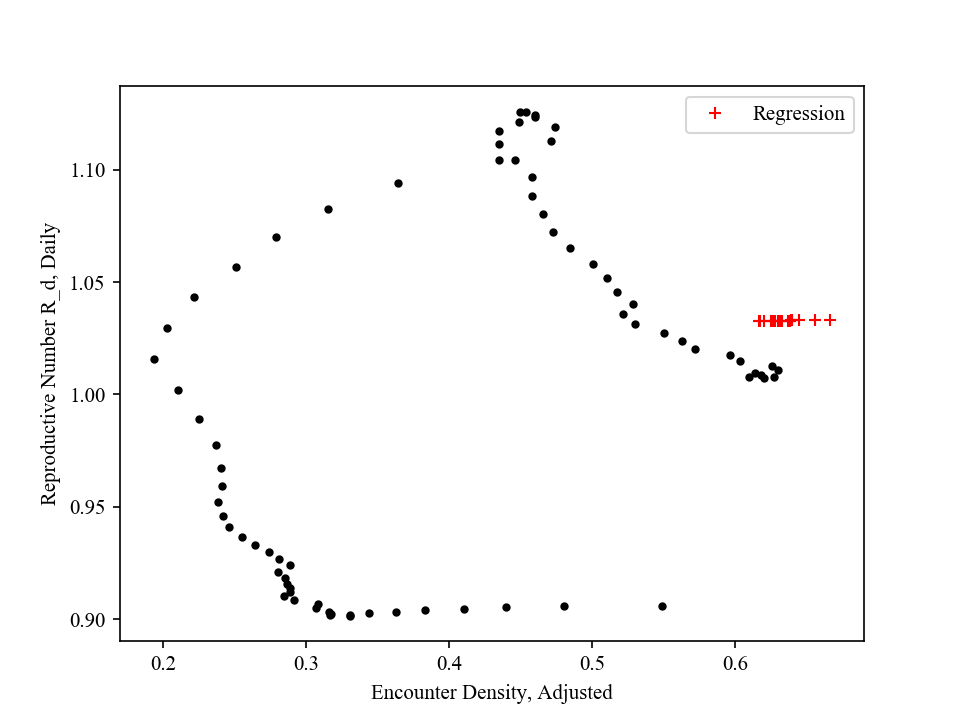 Regression
1.10
1.05
1.00
0.95
0.90
Reproductive Number R_d, Daily
0.2 0.3 0.4 0.5 0.6
Encounter Density, Adjusted